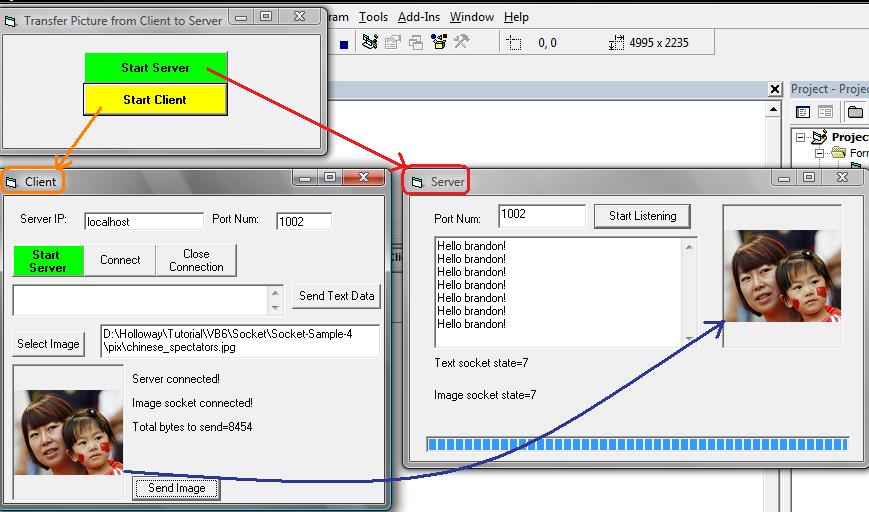 Transfer Picture from Client to Server
Tools Add-Ins Window Help
Start Server
Start Client
0, 0
4995 x 2235
Project - Proje
Projec
For
Client
Server IP:
localhost
Port Num:
1002
Start Server
Connect
Close Connection
Send Text Data
Select Image
D:\Holloway\Tutorial\VB6\Socket\Socket-Sample-4
\pix\chinese_spectators.jpg
Server connected!
Image socket connected!
Total bytes to send=8454
Send Image
Server
Port Num:
1002
Start Listening
Hello brandon!
Hello brandon!
Hello brandon!
Hello brandon!
Hello brandon!
Hello brandon!
Hello brandon!
Text socket state=7
Image socket state=7